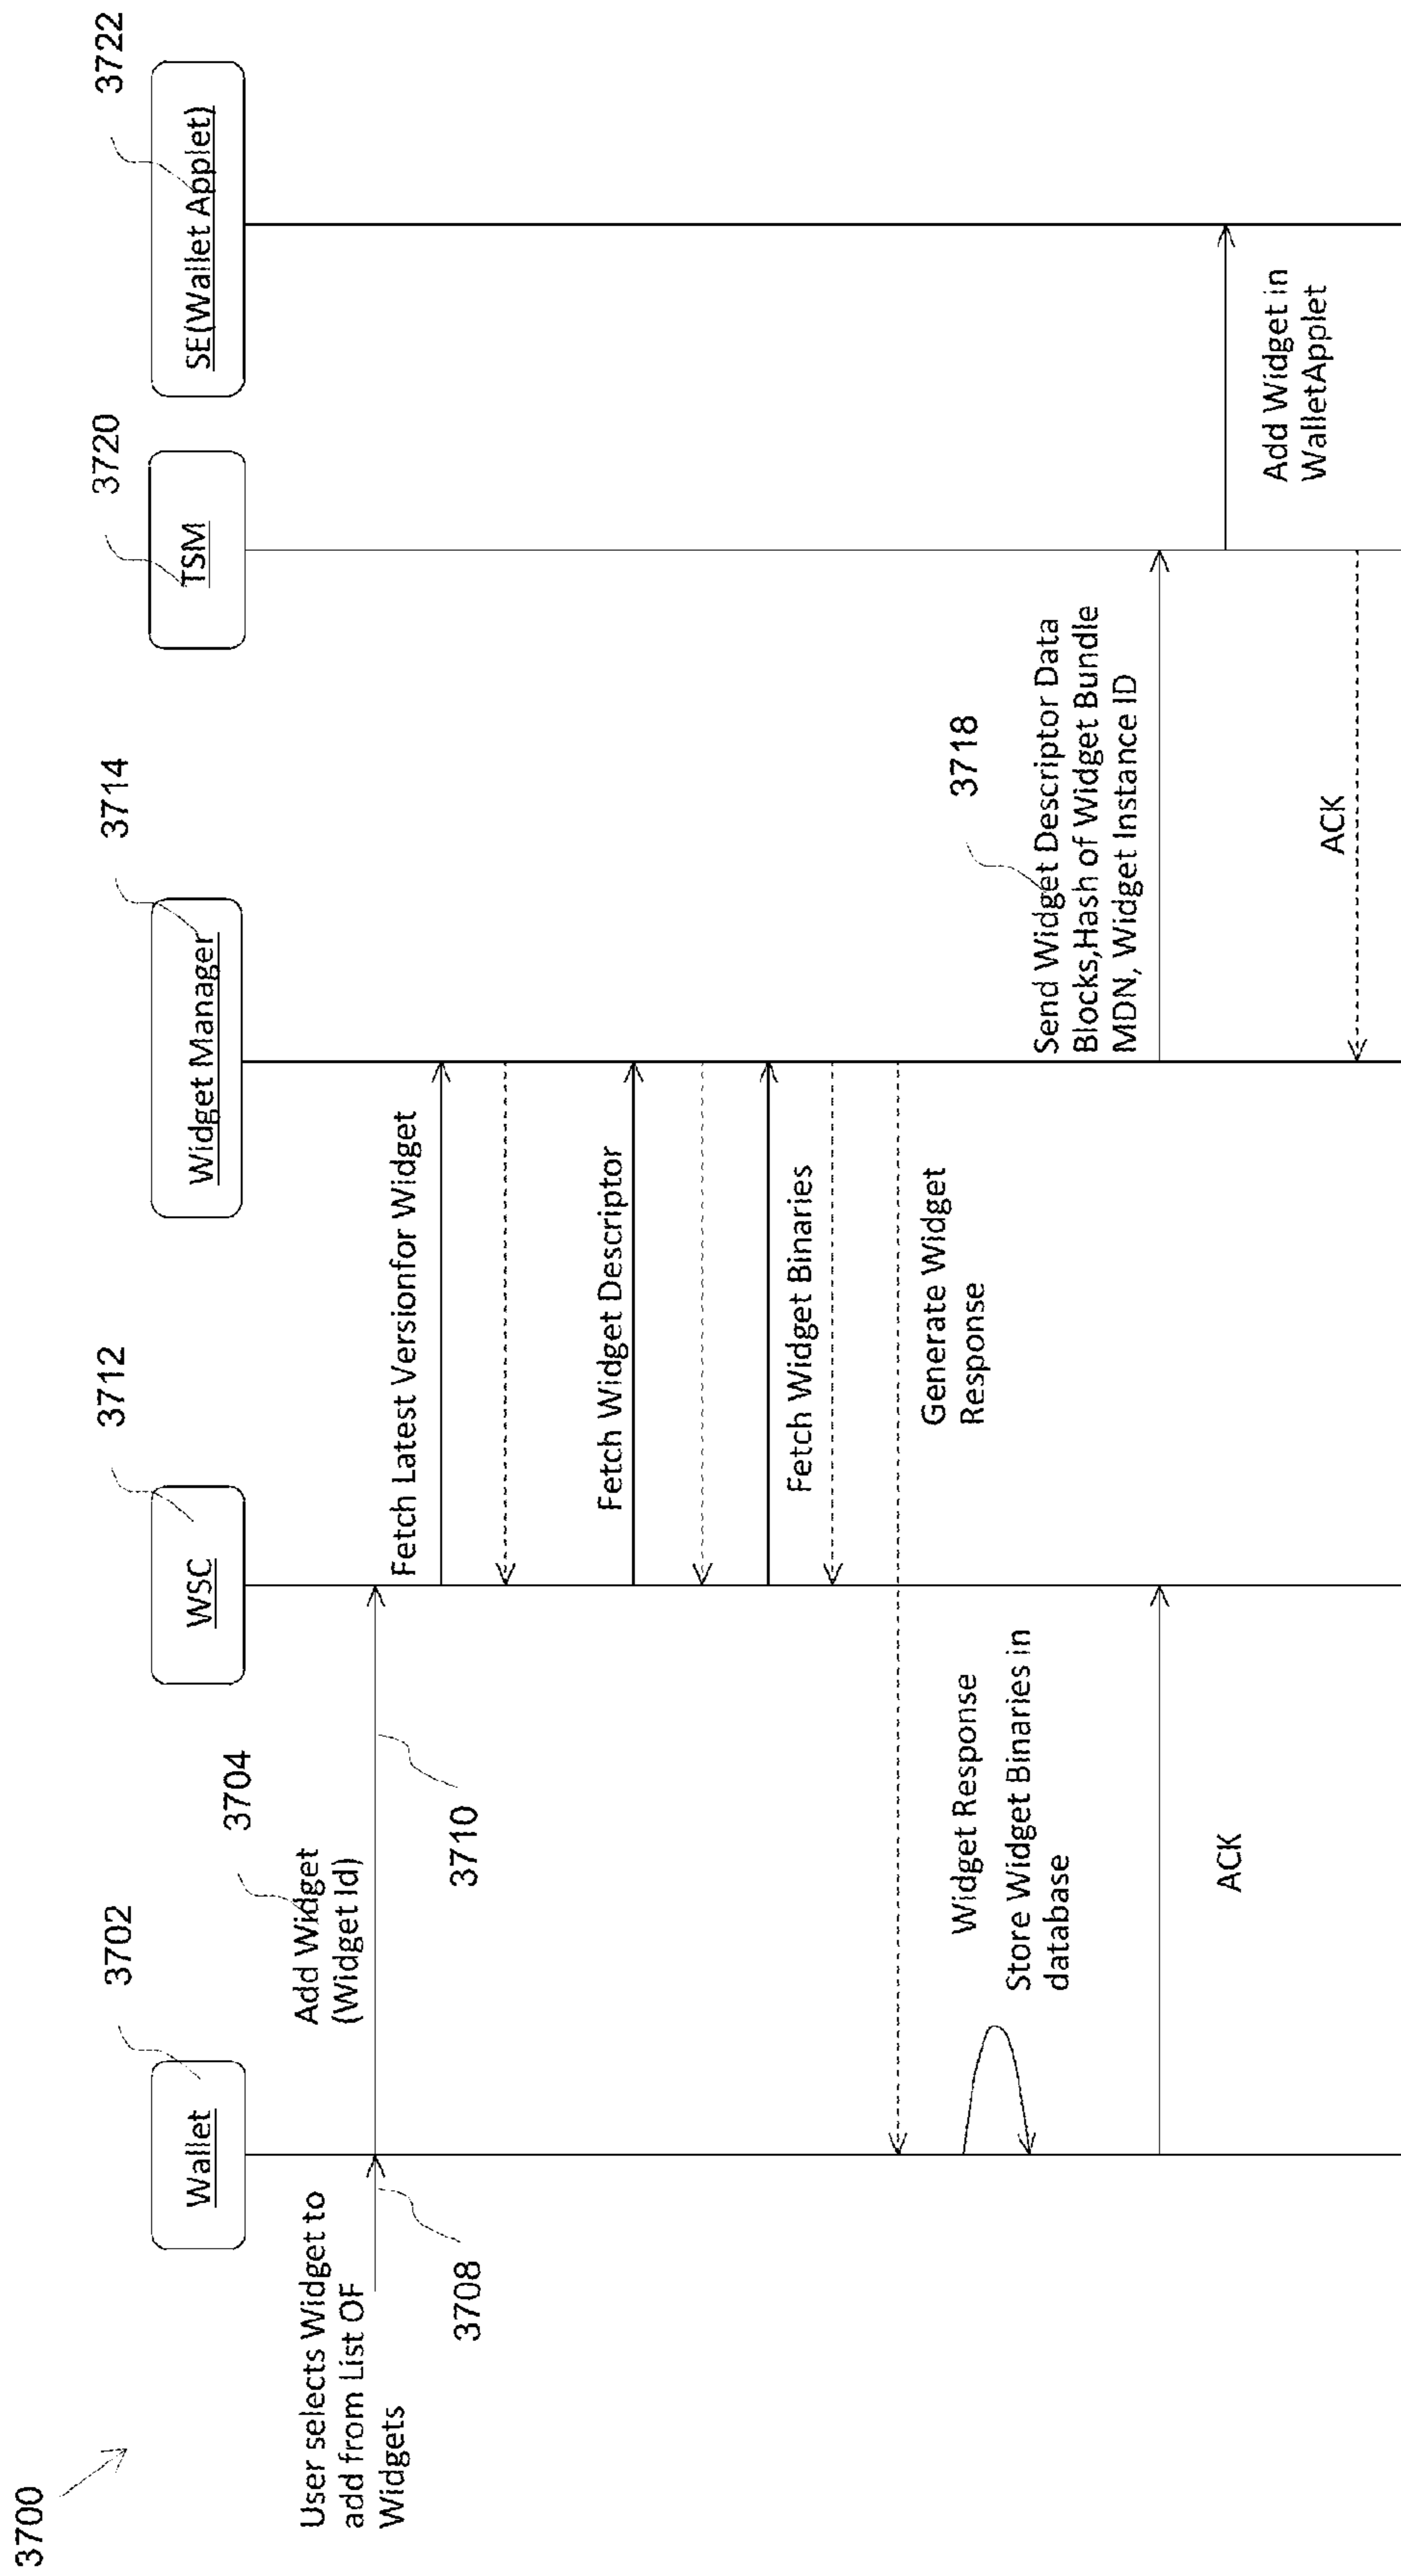 3700
Wallet
3702
WSC
3712
Widget Manager
3714
TSM
3720
SE(Wallet Applet)
3722
User selects Widget to
add from List OF
Widgets
3708
3704
Add Widget
(Widget Id)
3710
Fetch Latest Versionfor Widget
Fetch Widget Descriptor
Fetch Widget Binaries
Generate Widget
Response
Widget Response
Store Widget Binaries in
database
ACK
3718
Send Widget Descriptor Data
Blocks,Hash of Widget Bundle
MDN, Widget Instance ID
Add Widget in
WalletApplet
ACK